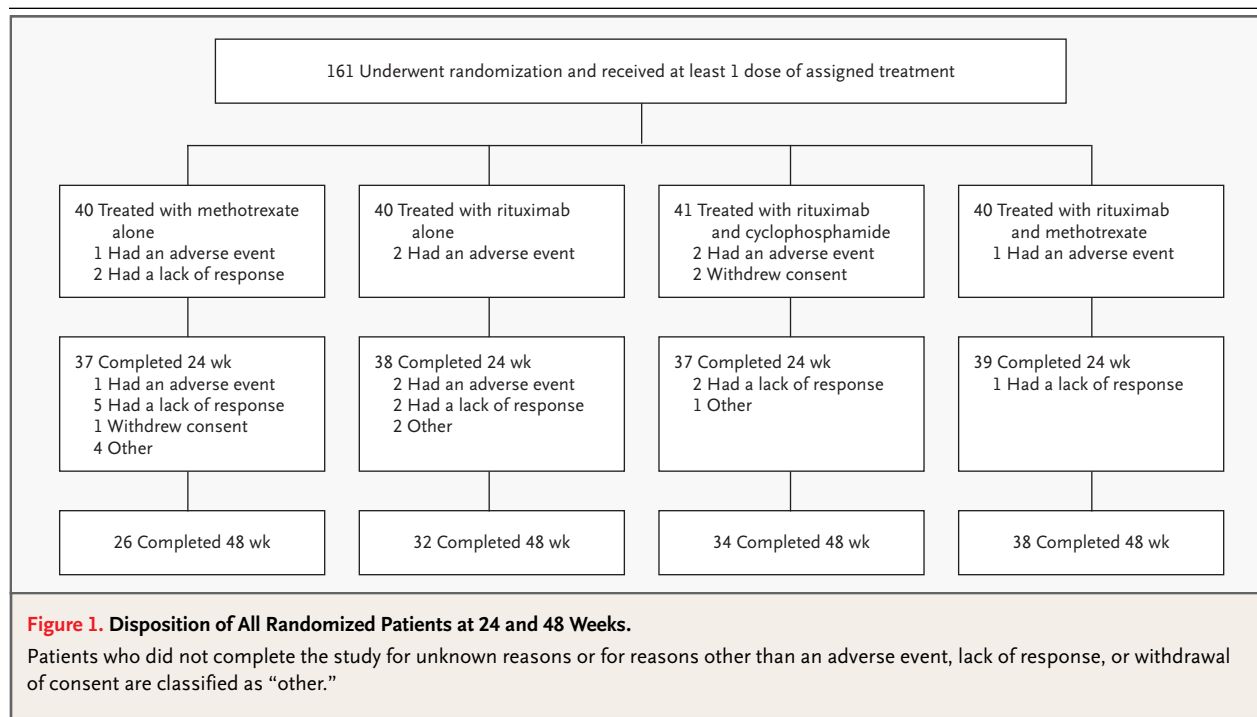 161 Underwent randomization and received at least 1 dose of assigned treatment
40 Treated with methotrexate
alone
1 Had an adverse event
2 Had a lack of response
40 Treated with rituximab
alone
2 Had an adverse event
41 Treated with rituximab
and cyclophosphamide
2 Had an adverse event
2 Withdrew consent
40 Treated with rituximab
and methotrexate
1 Had an adverse event
37 Completed 24 wk
1 Had an adverse event
5 Had a lack of response
1 Withdrew consent
4 Other
38 Completed 24 wk
2 Had an adverse event
2 Had a lack of response
2 Other
37 Completed 24 wk
2 Had a lack of response
1 Other
39 Completed 24 wk
1 Had a lack of response
26 Completed 48 wk
32 Completed 48 wk
34 Completed 48 wk
38 Completed 48 wk
Figure 1. Disposition of All Randomized Patients at 24 and 48 Weeks.
Patients who did not complete the study for unknown reasons or for reasons other than an adverse event, lack of response, or withdrawal
of consent are classified as “other.”